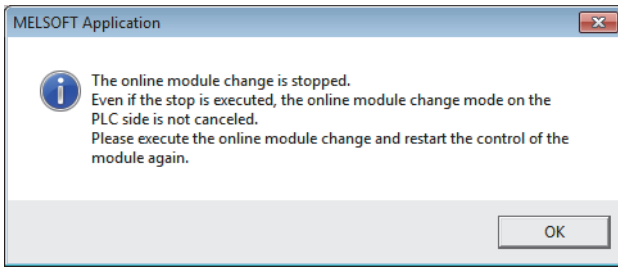 MELSOFT Application
The online module change is stopped.
Even if the stop is executed, the online module change mode on the
PLC side is not canceled.
Please execute the online module change and restart the control of the
module again.
OK